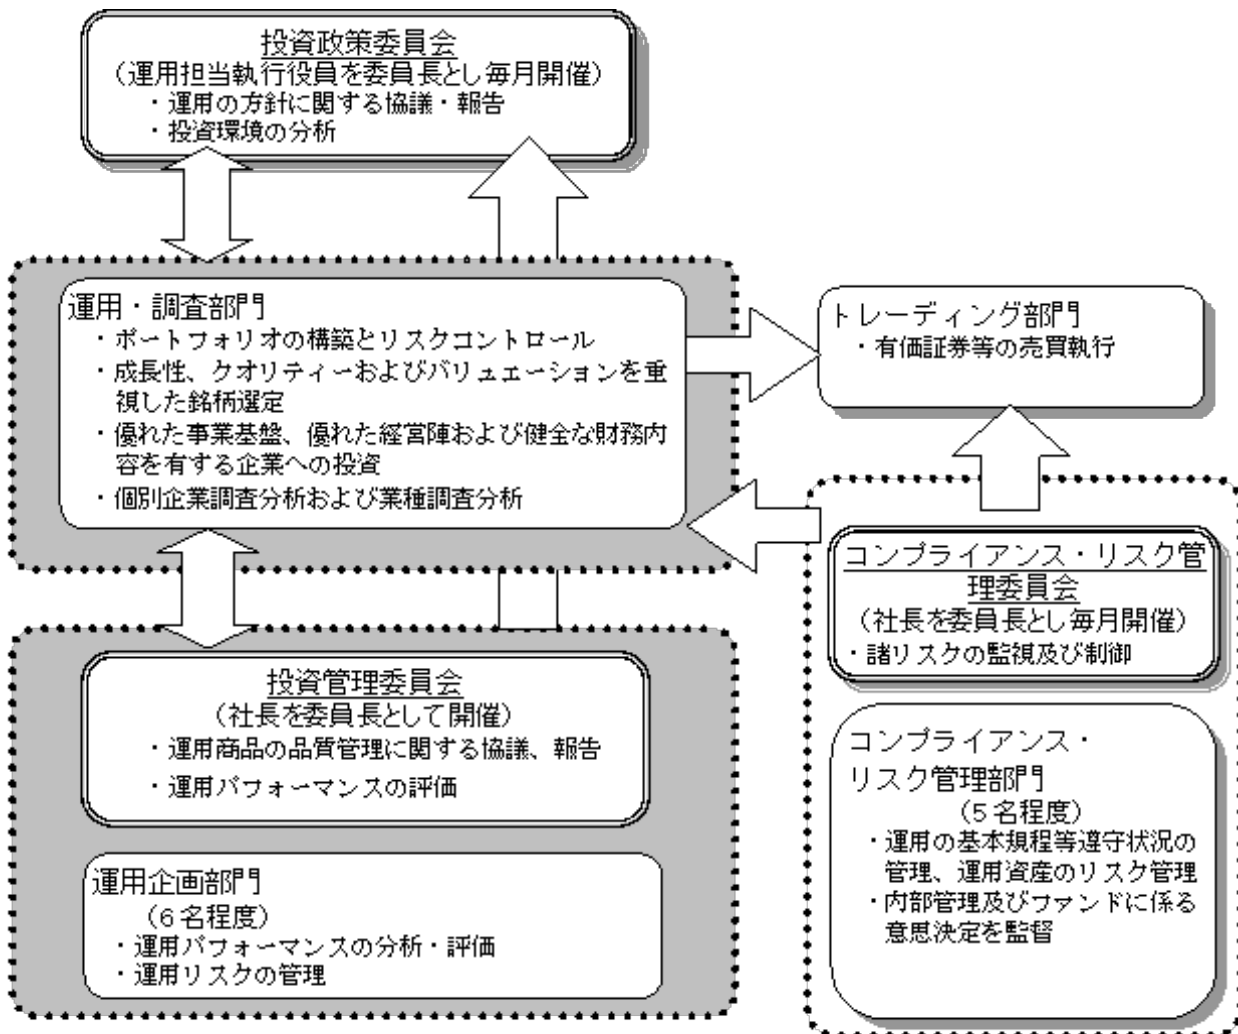 投資政策委員会
（運用担当執行役員を委員長とし毎月開催）
・運用の方針に関する協議・報告
・投資環境の分析
運用・調査部門
・ポートフォリオの構築とリスクコントロール
・成長性、クオリティーおよびバリュエーションを重
視した銘柄選定
・優れた事業基盤、優れた経営陣および健全な財務内
容を有する企業への投資
・個別企業調査分析および業種調査分析
トレーディング部門
・有価証券等の売買執行
コンプライアンス・リスク管
理委員会
（社長を委員長とし毎月開催）
・諸リスクの監視及び制御
投資管理委員会
（社長を委員長として開催）
・運用商品の品質管理に関する協議、報告
・運用パフォーマンスの評価
コンプライアンス・
リスク管理部門
（５名程度）
・運用の基本規程等遵守状況の
管理、運用資産のリスク管理
・内部管理及びファンドに係る
意思決定を監督
運用企画部門
（６名程度）
・運用パフォーマンスの分析・評価
・運用リスクの管理